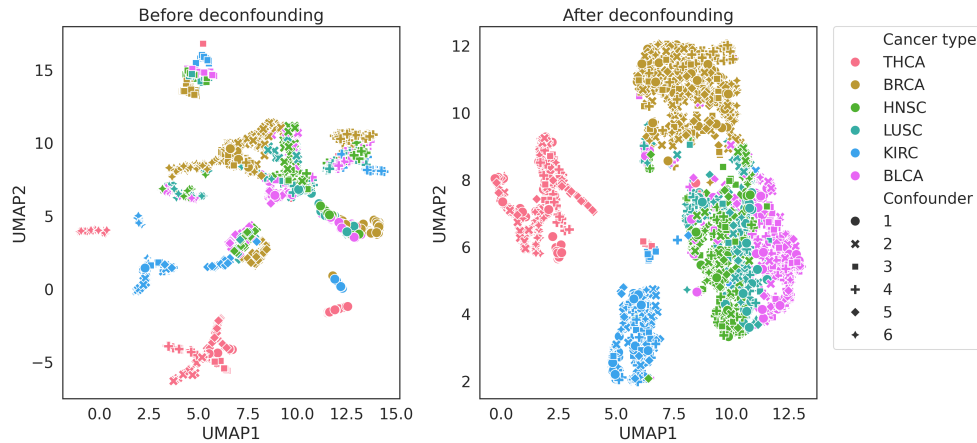 Before deconfounding
UMAP2
15
10
5
0
−5
0.0 2.5 5.0 7.5 10.0 12.5 15.0
UMAP1
After deconfounding
UMAP2
12
10
8
6
4
2
0.0 2.5 5.0 7.5 10.0 12.5
UMAP1
Cancer type
THCA
BRCA
HNSC
LUSC
KIRC
BLCA
Confounder
1
2
3
4
5
6